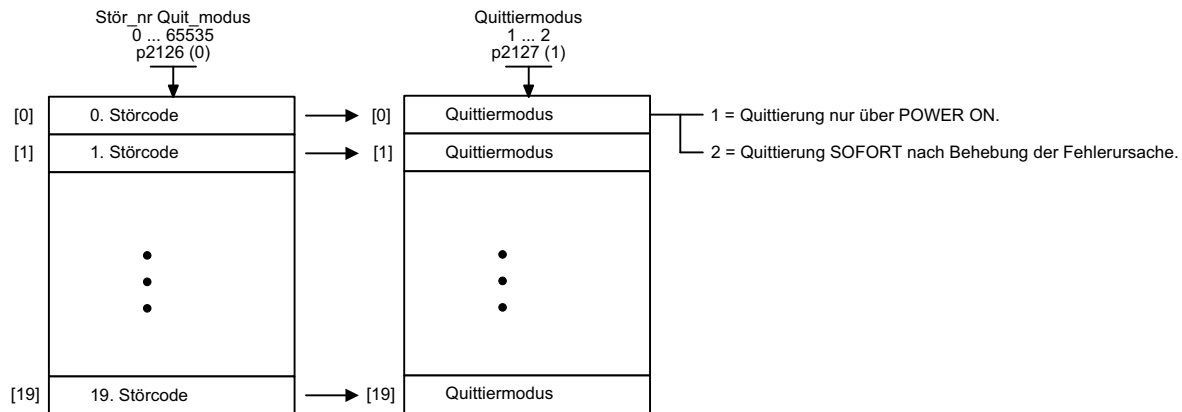 Stör_nr Quit_modus
0 ... 65535
p2126 (0)
Quittiermodus
1 ... 2
p2127 (1)
[0] 0. Störcode [0] Quittiermodus 1 = Quittierung nur über POWER ON.
[1] 1. Störcode [1] Quittiermodus 2 = Quittierung SOFORT nach Behebung der Fehlerursache.
[19] 19. Störcode [19] Quittiermodus